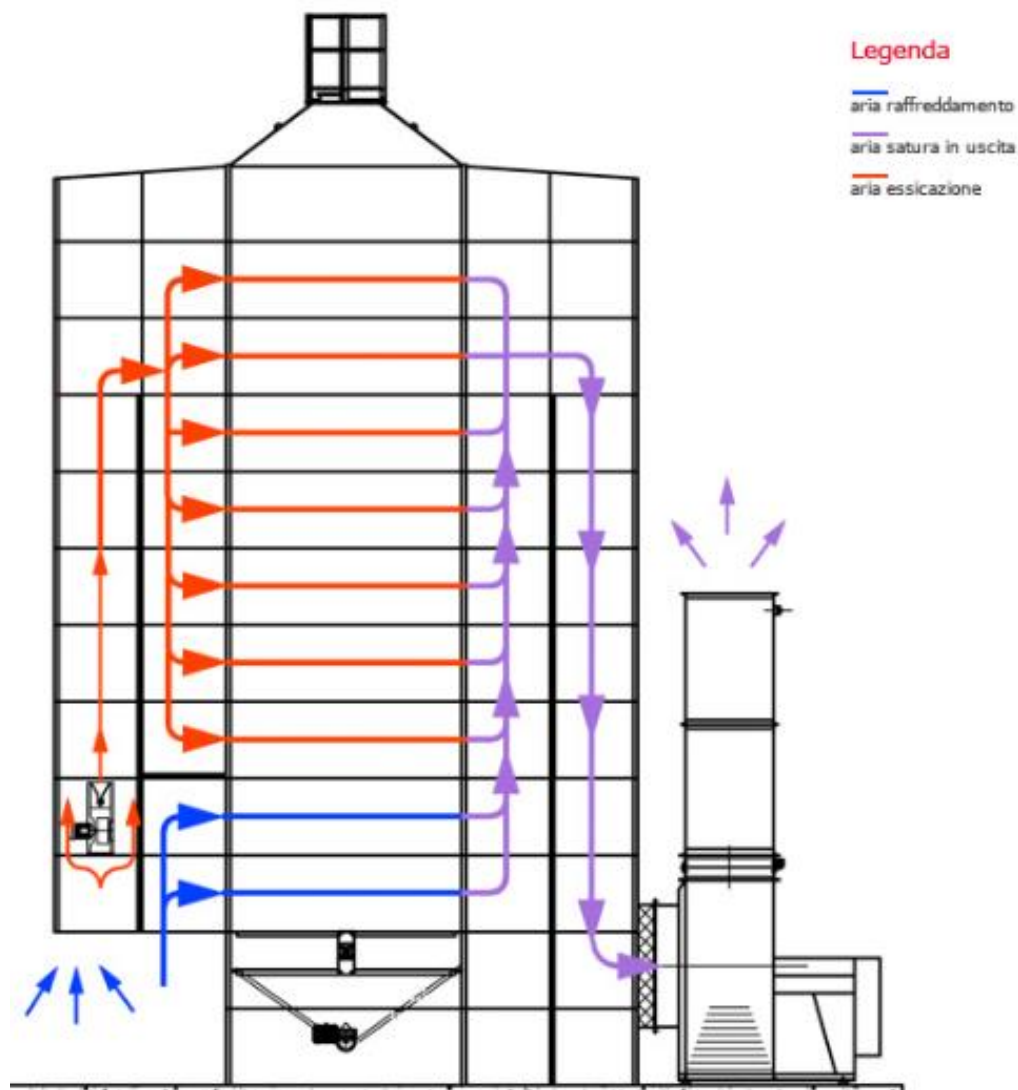 Legenda
aria raffreddamento
aria satura in uscita
aria essicazione